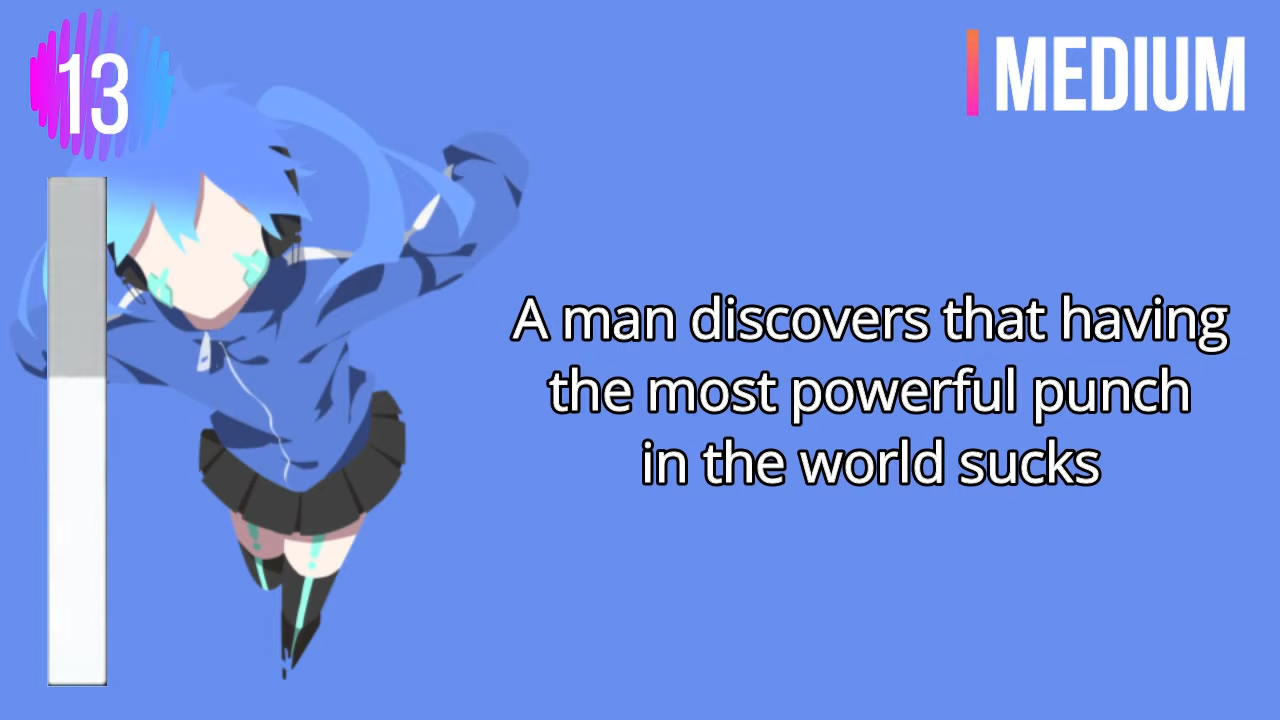 13
MEDIUM
A man discovers that having
the most powerful punch
in the world sucks